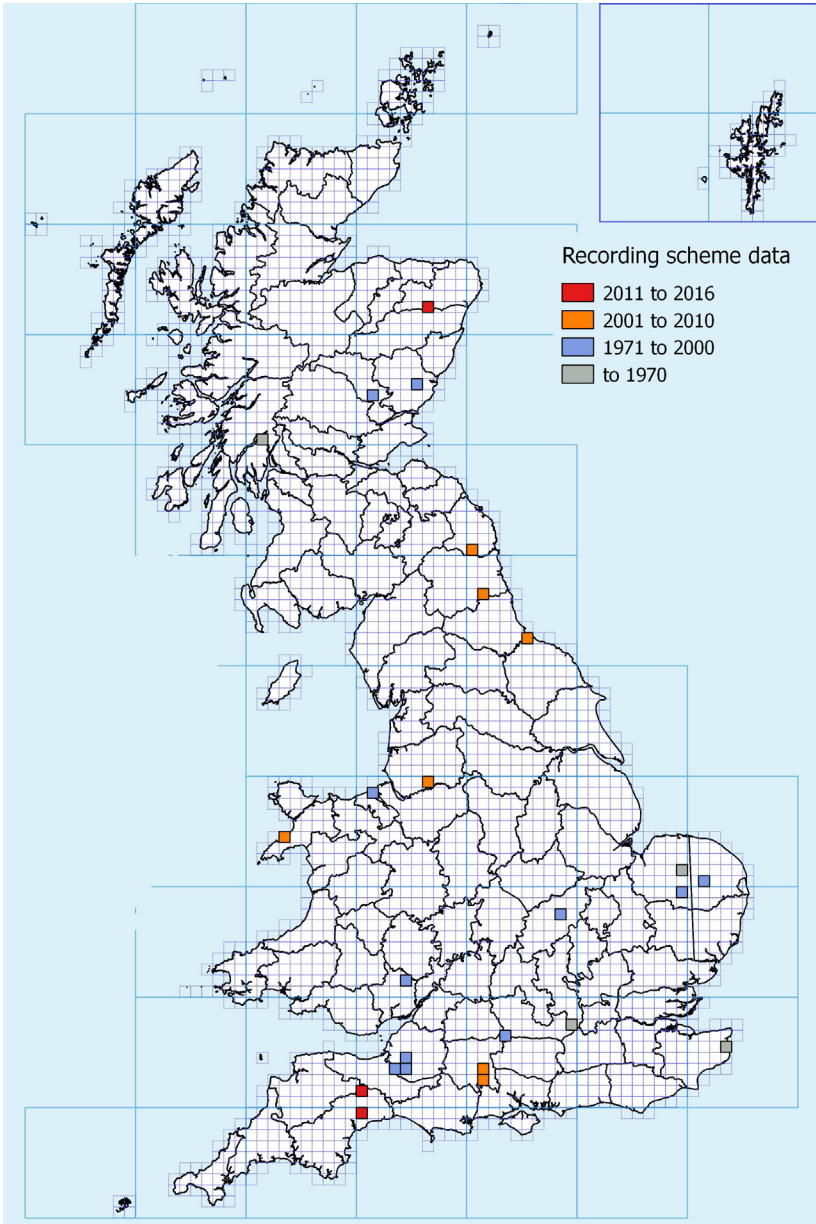 Recording scheme data
2011 to 2016
2001 to 2010
1971 to 2000
to 1970